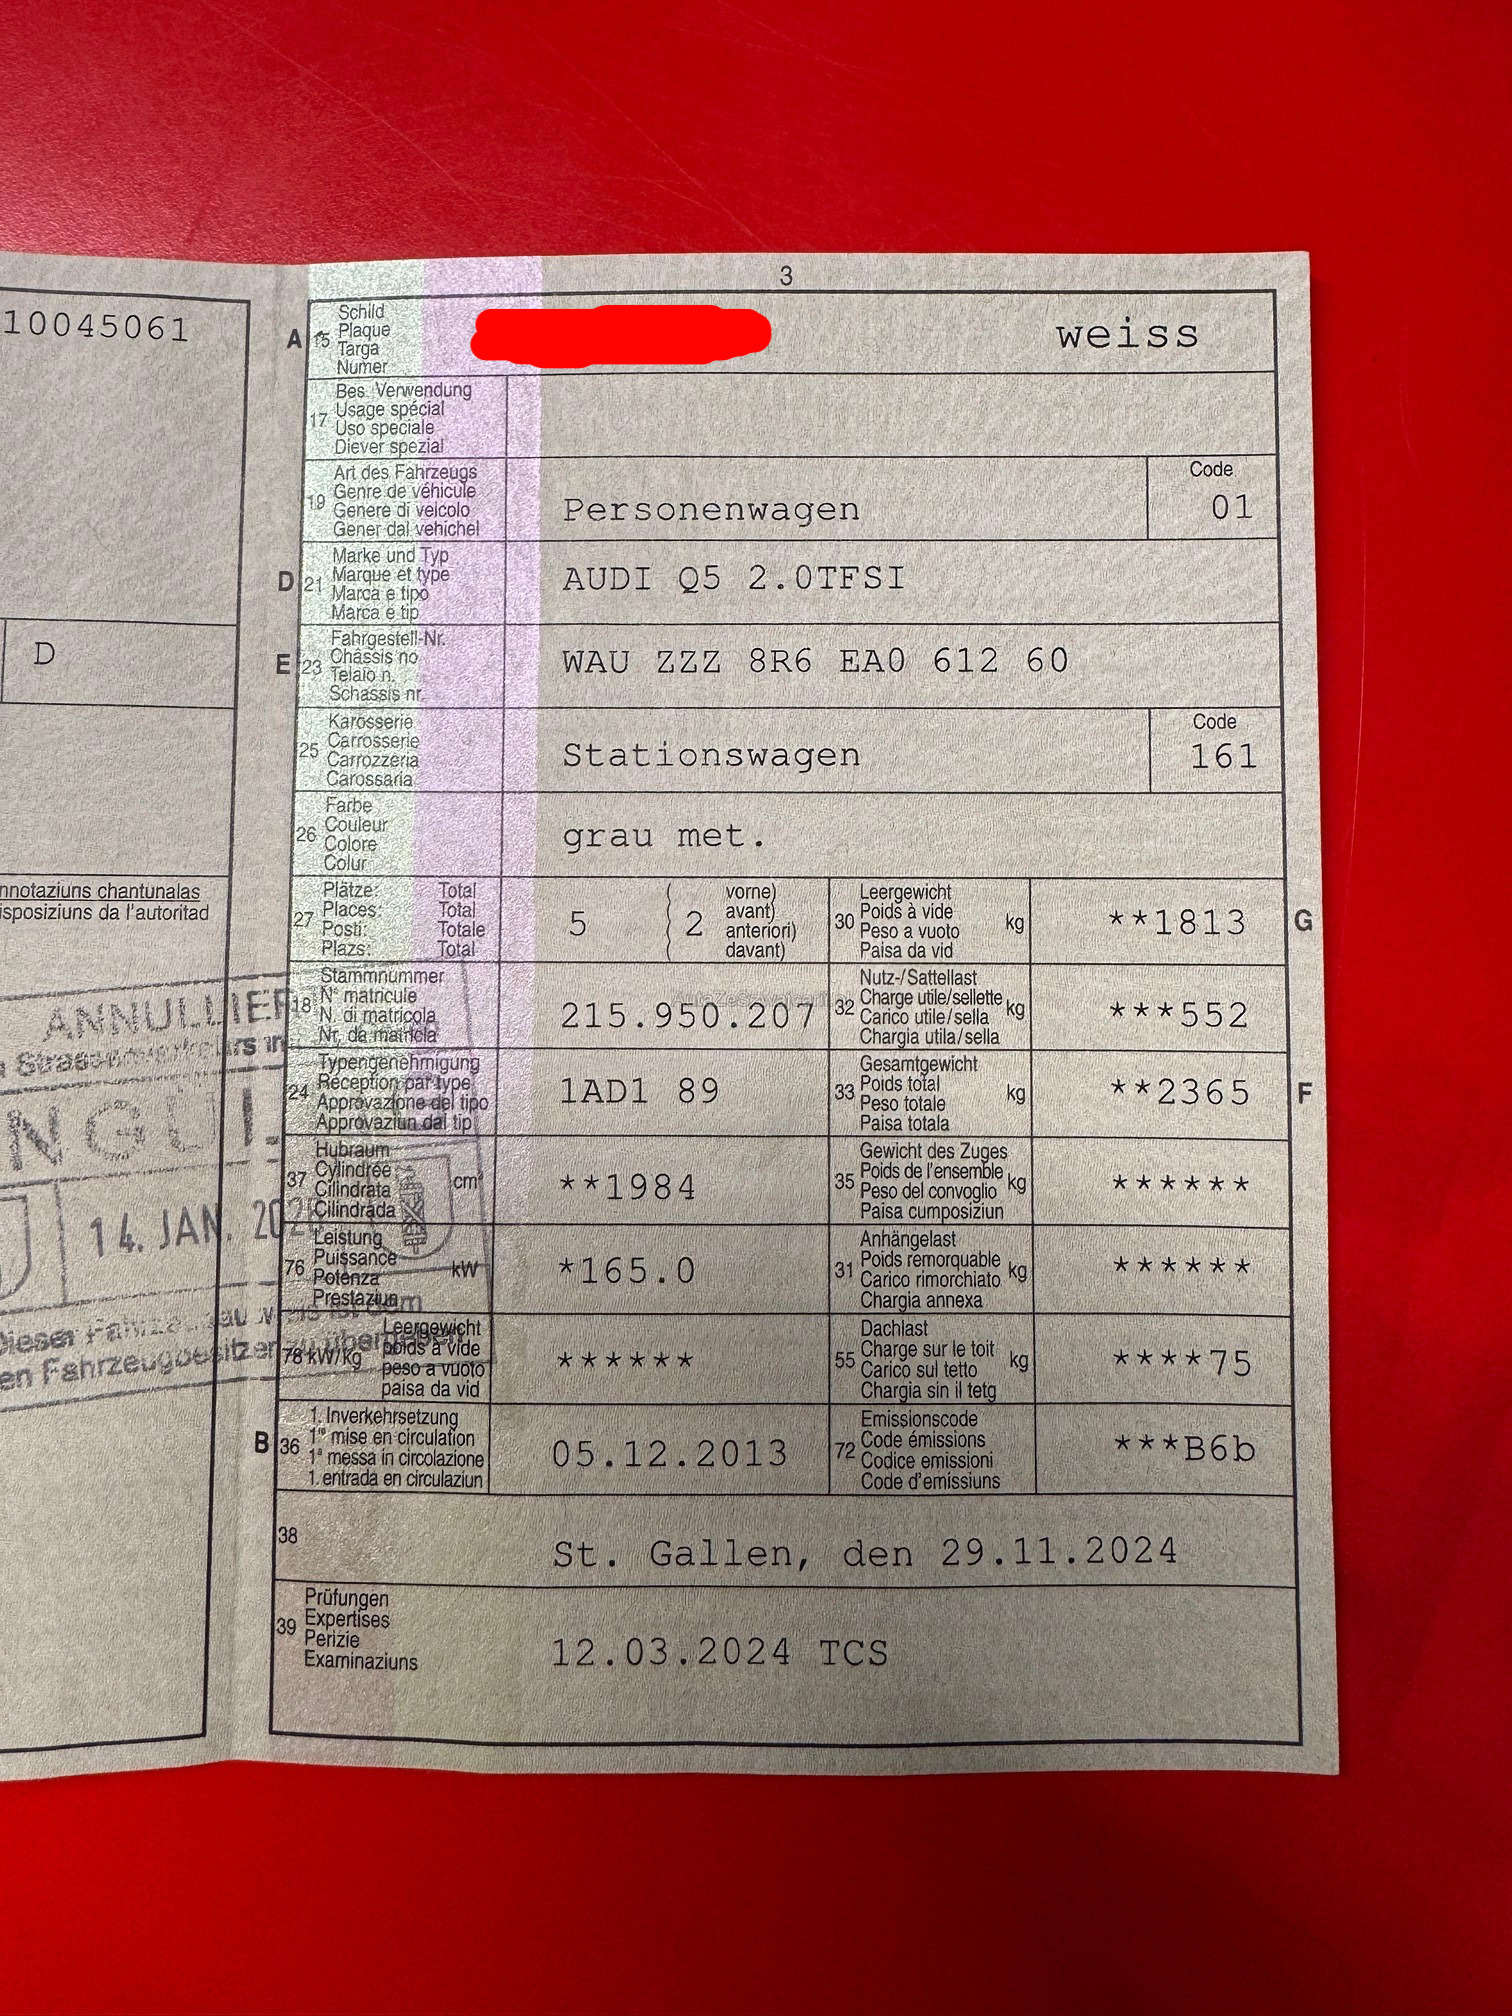 3
10045061
A 15 Schild
Plaque
Targa
Numer
weiss
17 Bes. Verwendung
Usage spécial
Uso speciale
Diever spezial
19 Art des Fahrzeugs
Genre de véhicule
Genere di veicolo
Gener dal vehichel
Personenwagen
Code
01
D 21 Marke und Typ
Marque et type
Marca e tipo
Marca e tip
AUDI Q5 2.0TFSI
D
E 23 Fahrgestell-Nr.
Châssis no
Telaio n.
Schassis nr.
WAU ZZZ 8R6 EA0 612 60
25 Karosserie
Carrosserie
Carrozzeria
Carossaria
Stationswagen
Code
161
26 Farbe
Couleur
Colore
Colur
grau met.
nnotaziuns chantunalas
isposiziuns da l'autoritad
27 Plätze: Total
Places: Total
Posti: Totale
Plazs: Total
5 ( 2 vorne)
avant)
anteriori)
davant)
30 Leergewicht
Poids à vide
Peso a vuoto
Paisa da vid
kg
**1813
G
18 Stammnummer
N° matricule
N. di matricola
Nr. da matricla
215.950.207
32 Nutz-/Sattellast
Charge utile/sellette
Carico utile/sella
Chargia utila/sella
kg
***552
24 Typengenehmigung
Réception par type
Approvazione del tipo
Approvaziun dal tip
1AD1 89
33 Gesamtgewicht
Poids total
Peso totale
Paisa totala
kg
**2365
F
37 Hubraum
Cylindrée
Cilindrata
Cilindrada
cm³
**1984
35 Gewicht des Zuges
Poids de l'ensemble
Peso del convoglio
Paisa cumposiziun
kg
******
76 Leistung
Puissance
Potenza
Prestaziun
kW
*165.0
31 Anhängelast
Poids remorquable
Carico rimorchiato
Chargia annexa
kg
******
78 kW/kg Leergewicht
poids à vide
peso a vuoto
paisa da vid
******
55 Dachlast
Charge sur le toit
Carico sul tetto
Chargia sin il tetg
kg
****75
B 36 1. Inverkehrsetzung
1re mise en circulation
1a messa in circolazione
1. entrada en circulaziun
05.12.2013
72 Emissionscode
Code émissions
Codice emissioni
Code d'emissiuns
***B6b
38
St. Gallen, den 29.11.2024
39 Prüfungen
Expertises
Perizie
Examinaziuns
12.03.2024 TCS
ANNULLIER
14. JAN. 202